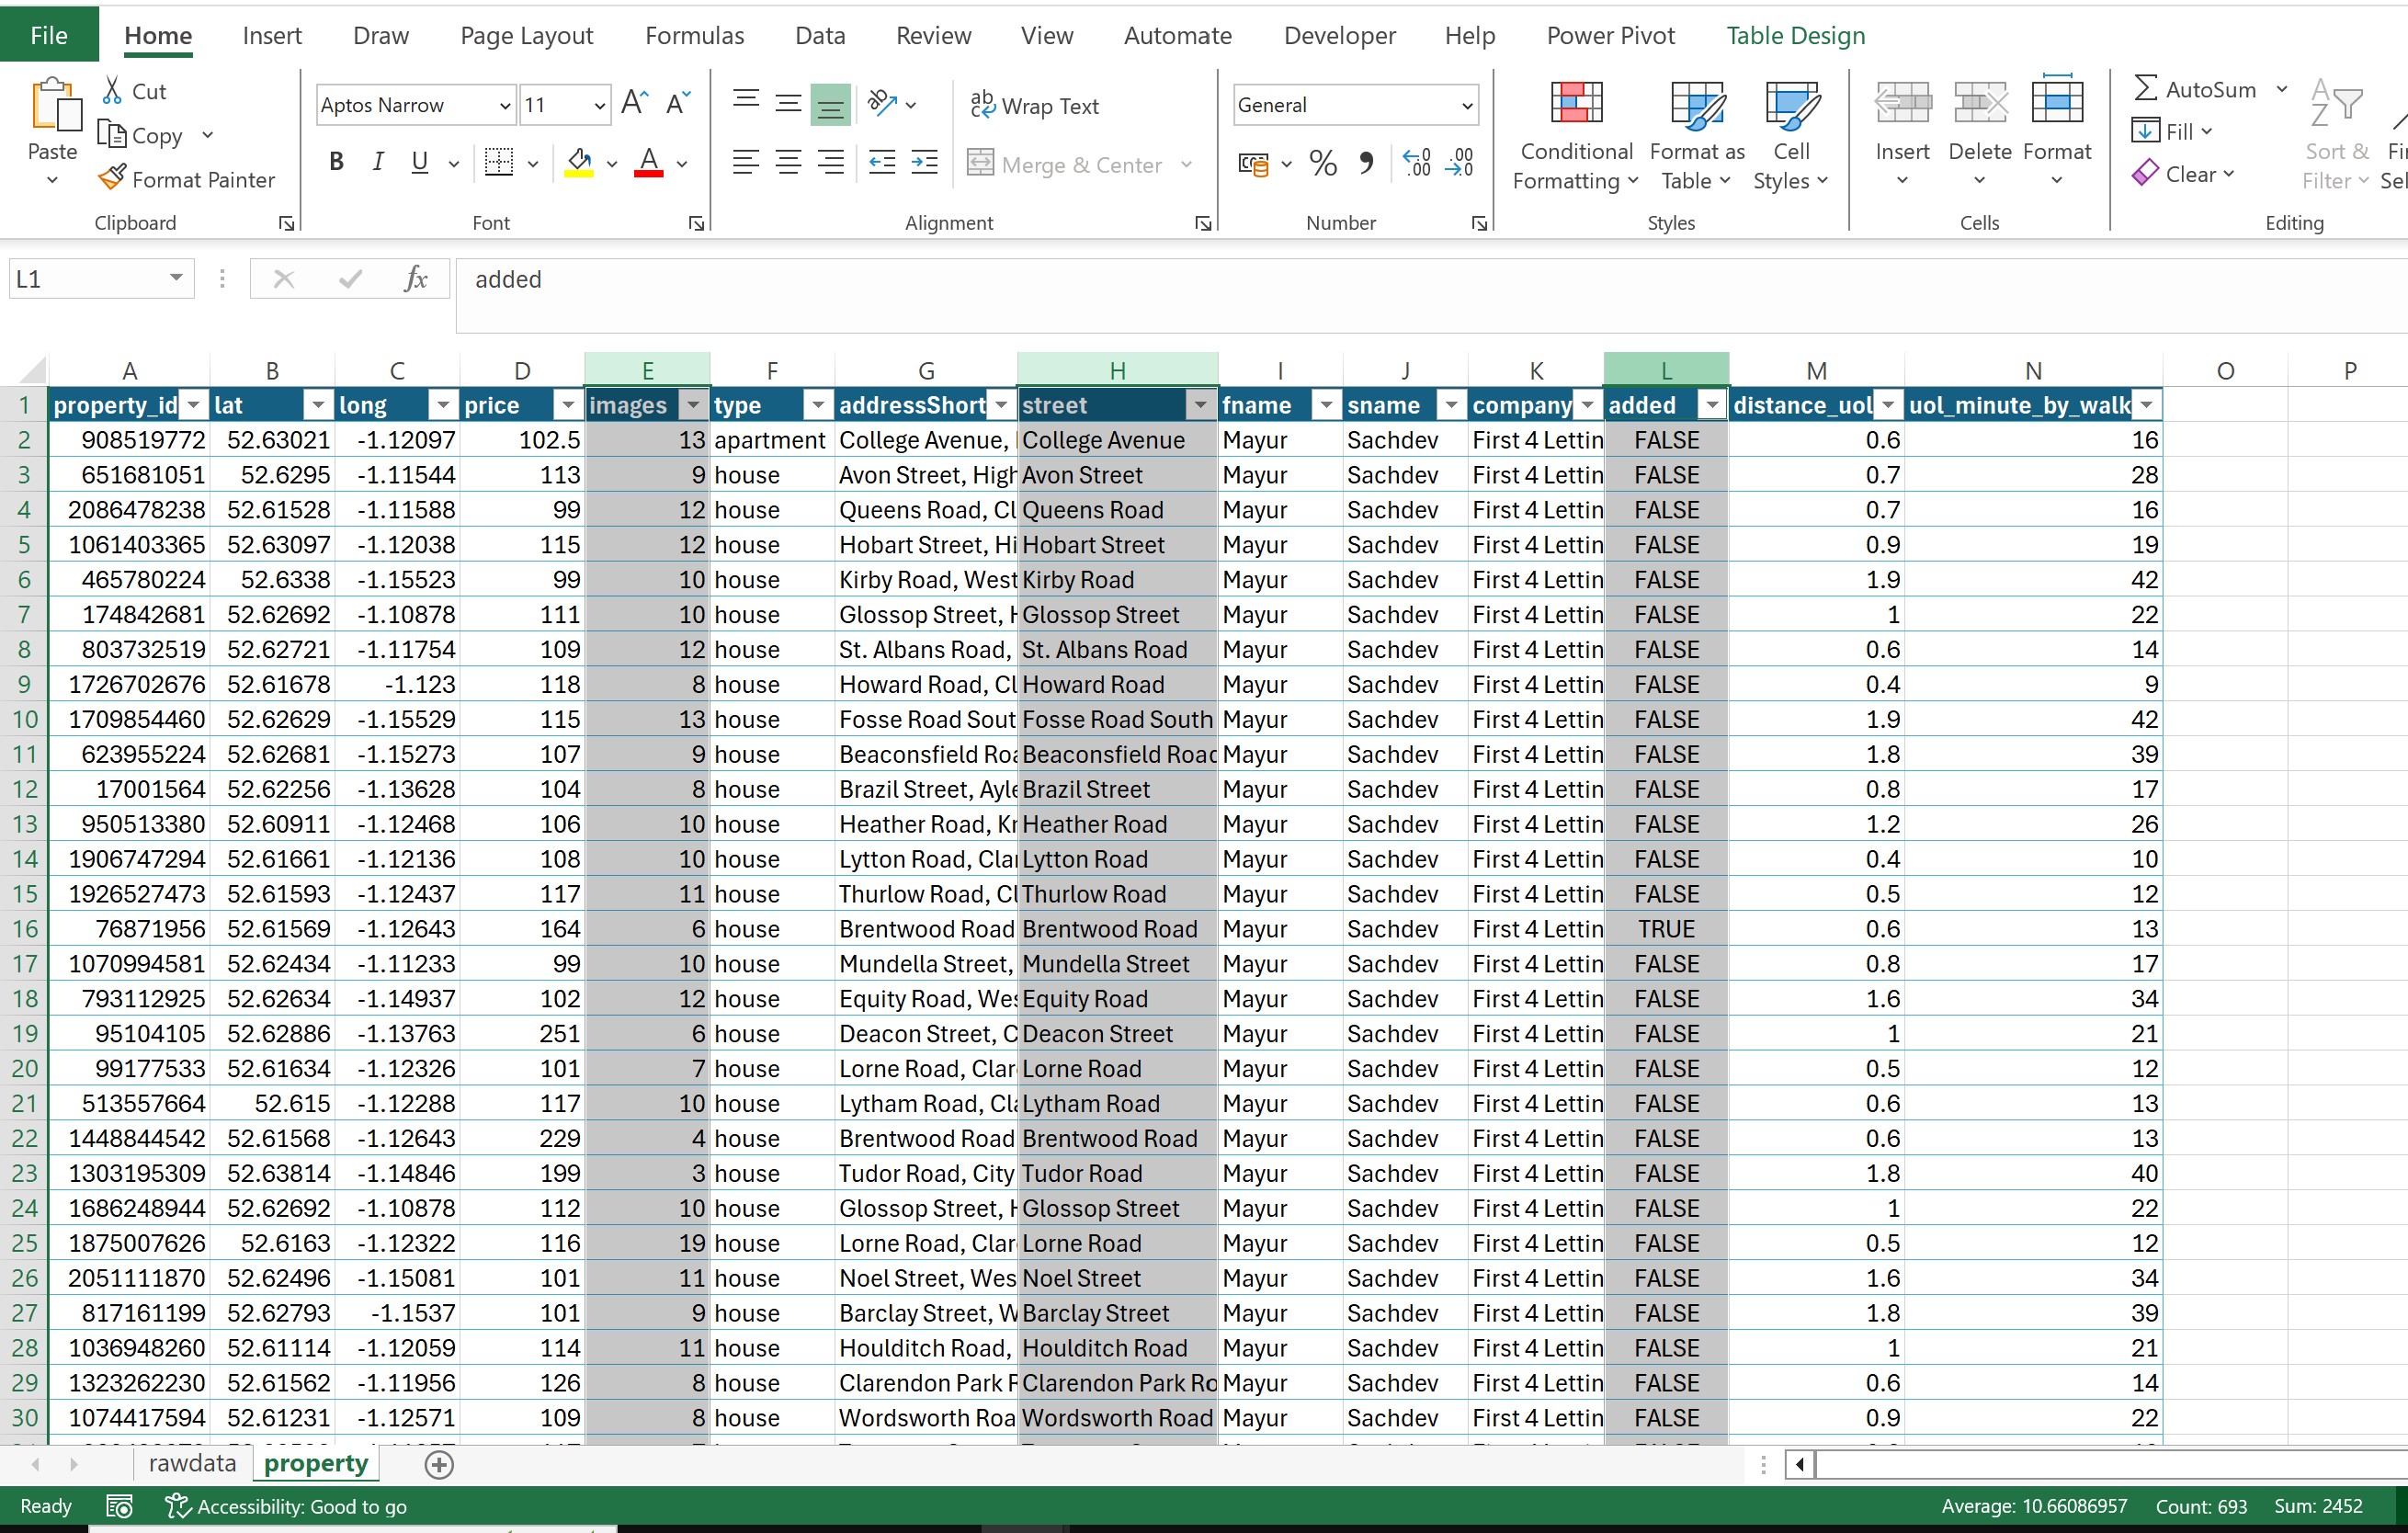 File Home Insert Draw Page Layout Formulas Data Review View Automate Developer Help Power Pivot Table Design
Paste
Cut
Copy
Format Painter
Clipboard
Aptos Narrow 11
B I U
Font
Wrap Text
Merge & Center
Alignment
General
Number
Conditional Formatting
Format as Table
Cell Styles
Styles
Insert
Delete
Format
Cells
AutoSum
Fill
Clear
Sort & Filter
Editing
L1 fx added
A B C D E F G H I J K L M N O P
1 property_id lat long price images type addressShort street fname sname company added distance_uol uol_minute_by_walk
2 908519772 52.63021 -1.12097 102.5 13 apartment College Avenue, College Avenue Mayur Sachdev First 4 Lettin FALSE 0.6 16
3 651681051 52.6295 -1.11544 113 9 house Avon Street, High Avon Street Mayur Sachdev First 4 Lettin FALSE 0.7 28
4 2086478238 52.61528 -1.11588 99 12 house Queens Road, Cl Queens Road Mayur Sachdev First 4 Lettin FALSE 0.7 16
5 1061403365 52.63097 -1.12038 115 12 house Hobart Street, Hi Hobart Street Mayur Sachdev First 4 Lettin FALSE 0.9 19
6 465780224 52.6338 -1.15523 99 10 house Kirby Road, West Kirby Road Mayur Sachdev First 4 Lettin FALSE 1.9 42
7 174842681 52.62692 -1.10878 111 10 house Glossop Street, H Glossop Street Mayur Sachdev First 4 Lettin FALSE 1 22
8 803732519 52.62721 -1.11754 109 12 house St. Albans Road, St. Albans Road Mayur Sachdev First 4 Lettin FALSE 0.6 14
9 1726702676 52.61678 -1.123 118 8 house Howard Road, Cl Howard Road Mayur Sachdev First 4 Lettin FALSE 0.4 9
10 1709854460 52.62629 -1.15529 115 13 house Fosse Road Sout Fosse Road South Mayur Sachdev First 4 Lettin FALSE 1.9 42
11 623955224 52.62681 -1.15273 107 9 house Beaconsfield Roa Beaconsfield Road Mayur Sachdev First 4 Lettin FALSE 1.8 39
12 17001564 52.62256 -1.13628 104 8 house Brazil Street, Ayle Brazil Street Mayur Sachdev First 4 Lettin FALSE 0.8 17
13 950513380 52.60911 -1.12468 106 10 house Heather Road, Kn Heather Road Mayur Sachdev First 4 Lettin FALSE 1.2 26
14 1906747294 52.61661 -1.12136 108 10 house Lytton Road, Clar Lytton Road Mayur Sachdev First 4 Lettin FALSE 0.4 10
15 1926527473 52.61593 -1.12437 117 11 house Thurlow Road, Cl Thurlow Road Mayur Sachdev First 4 Lettin FALSE 0.5 12
16 76871956 52.61569 -1.12643 164 6 house Brentwood Road Brentwood Road Mayur Sachdev First 4 Lettin TRUE 0.6 13
17 1070994581 52.62434 -1.11233 99 10 house Mundella Street, Mundella Street Mayur Sachdev First 4 Lettin FALSE 0.8 17
18 793112925 52.62634 -1.14937 102 12 house Equity Road, Wes Equity Road Mayur Sachdev First 4 Lettin FALSE 1.6 34
19 95104105 52.62886 -1.13763 251 6 house Deacon Street, C Deacon Street Mayur Sachdev First 4 Lettin FALSE 1 21
20 99177533 52.61634 -1.12326 101 7 house Lorne Road, Clar Lorne Road Mayur Sachdev First 4 Lettin FALSE 0.5 12
21 513557664 52.615 -1.12288 117 10 house Lytham Road, Cla Lytham Road Mayur Sachdev First 4 Lettin FALSE 0.6 13
22 1448844542 52.61568 -1.12643 229 4 house Brentwood Road Brentwood Road Mayur Sachdev First 4 Lettin FALSE 0.6 13
23 1303195309 52.63814 -1.14846 199 3 house Tudor Road, City Tudor Road Mayur Sachdev First 4 Lettin FALSE 1.8 40
24 1686248944 52.62692 -1.10878 112 10 house Glossop Street, H Glossop Street Mayur Sachdev First 4 Lettin FALSE 1 22
25 1875007626 52.6163 -1.12322 116 19 house Lorne Road, Clar Lorne Road Mayur Sachdev First 4 Lettin FALSE 0.5 12
26 2051111870 52.62496 -1.15081 101 11 house Noel Street, Wes Noel Street Mayur Sachdev First 4 Lettin FALSE 1.6 34
27 817161199 52.62793 -1.1537 101 9 house Barclay Street, W Barclay Street Mayur Sachdev First 4 Lettin FALSE 1.8 39
28 1036948260 52.61114 -1.12059 114 11 house Houlditch Road, Houlditch Road Mayur Sachdev First 4 Lettin FALSE 1 21
29 1323262230 52.61562 -1.11956 126 8 house Clarendon Park R Clarendon Park Ro Mayur Sachdev First 4 Lettin FALSE 0.6 14
30 1074417594 52.61231 -1.12571 109 8 house Wordsworth Roa Wordsworth Road Mayur Sachdev First 4 Lettin FALSE 0.9 22
rawdata property
Ready Accessibility: Good to go Average: 10.66086957 Count: 693 Sum: 2452